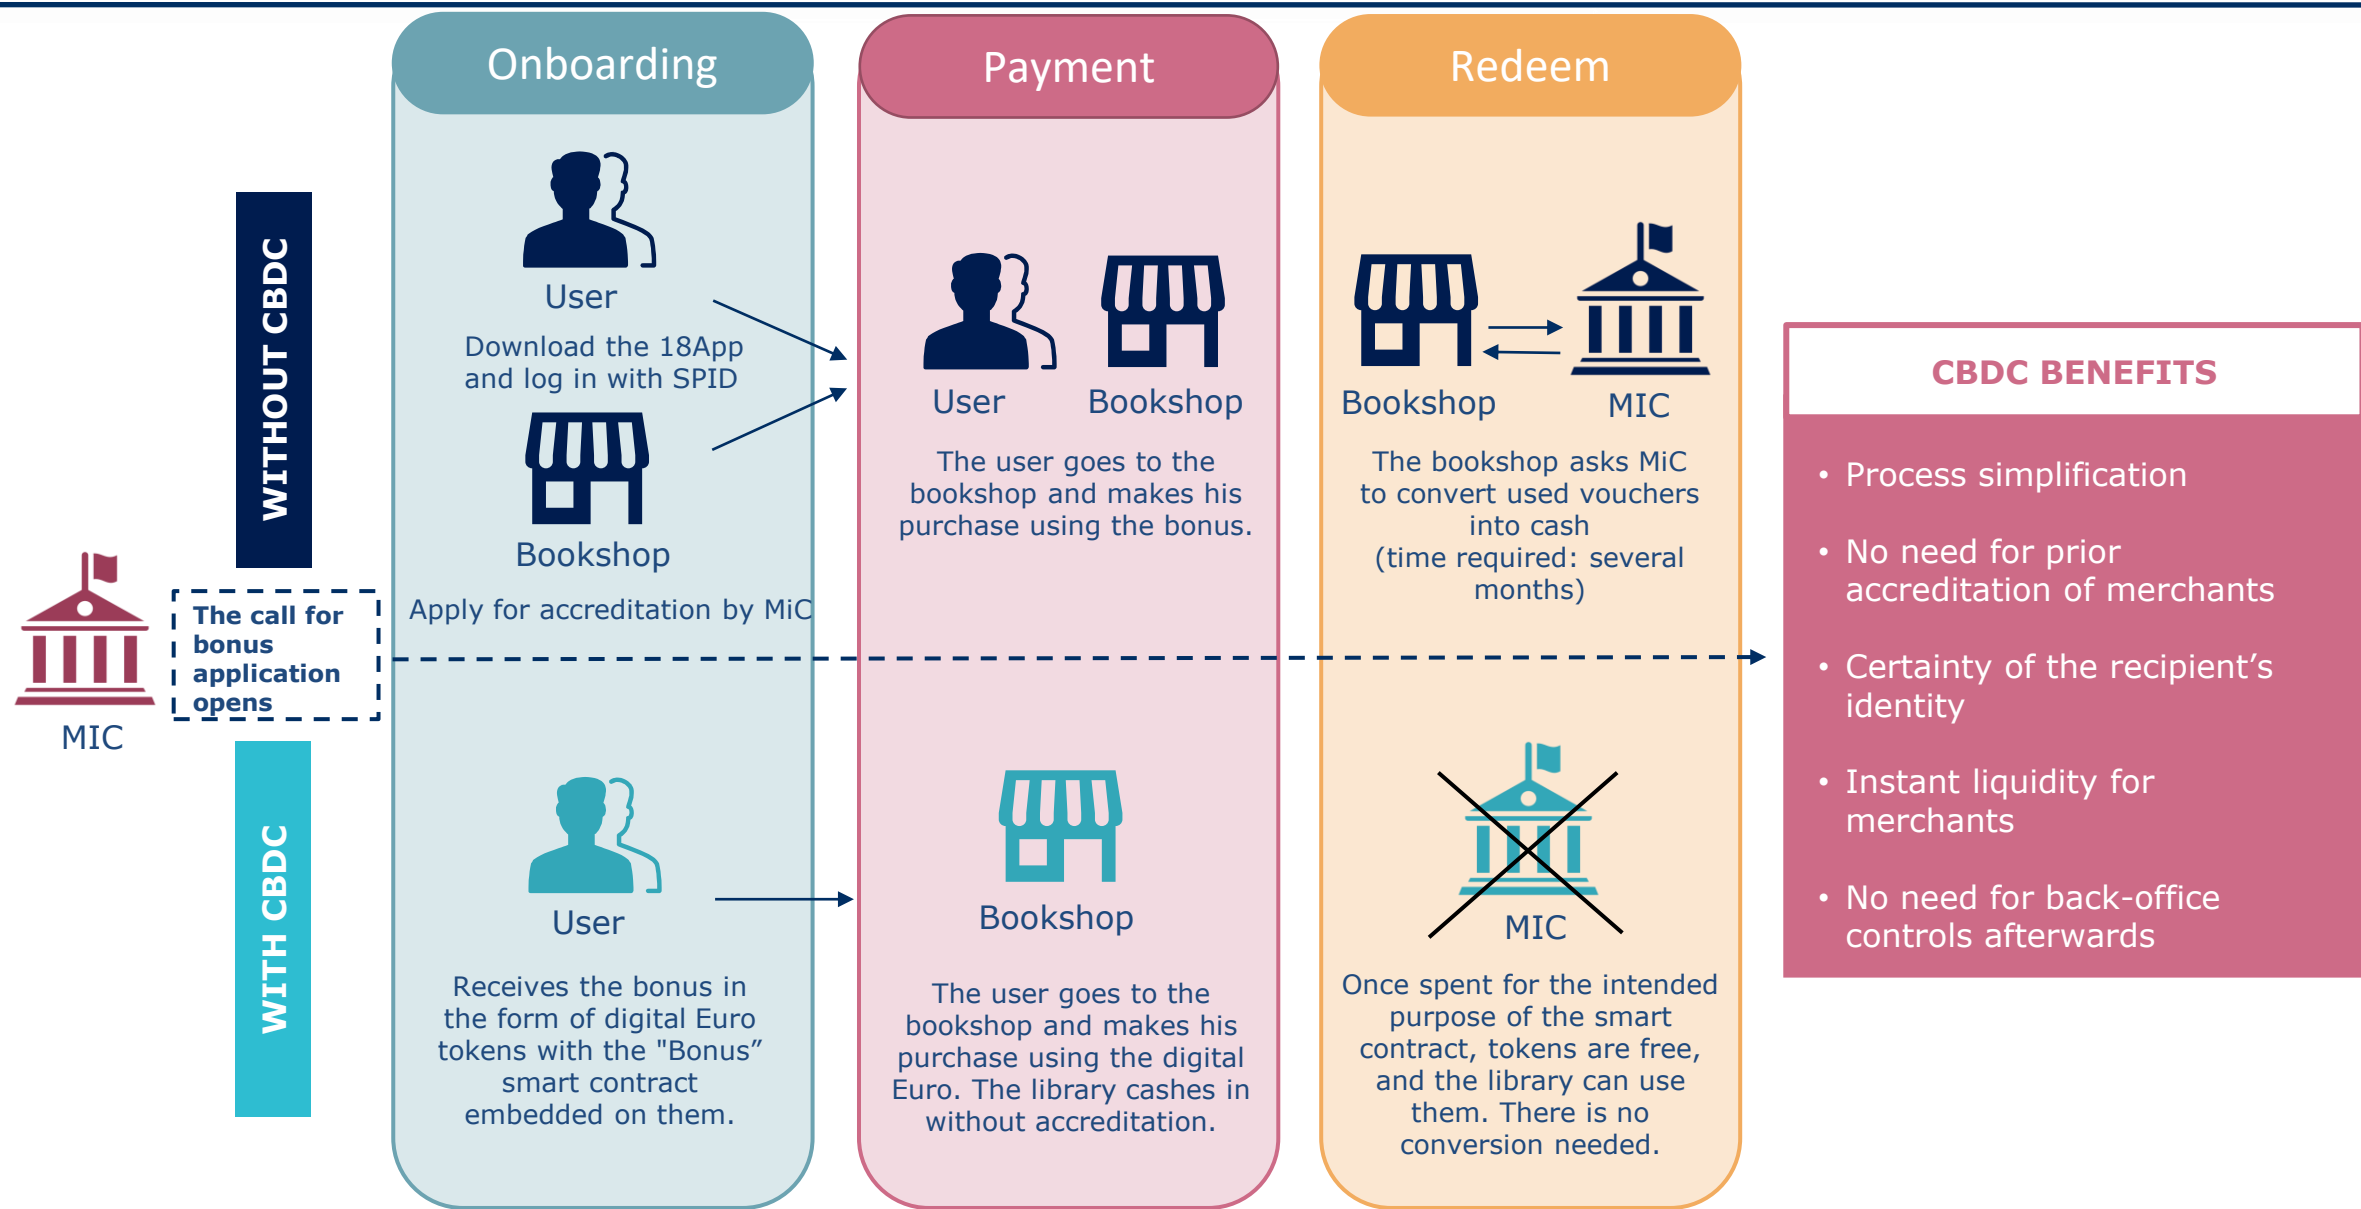 Onboarding
Payment
Redeem
WITHOUT CBDC
User
Download the 18App
and log in with SPID
Bookshop
Apply for accreditation by MiC
User
Bookshop
The user goes to the
bookshop and makes his
purchase using the bonus.
Bookshop
MIC
The bookshop asks MiC
to convert used vouchers
into cash
(time required: several
months)
MIC
The call for
bonus
application
opens
WITH CBDC
User
Receives the bonus in
the form of digital Euro
tokens with the "Bonus”
smart contract
embedded on them.
Bookshop
The user goes to the
bookshop and makes his
purchase using the digital
Euro. The library cashes in
without accreditation.
MIC
Once spent for the intended
purpose of the smart
contract, tokens are free,
and the library can use
them. There is no
conversion needed.
CBDC BENEFITS
• Process simplification
• No need for prior
accreditation of merchants
• Certainty of the recipient’s
identity
• Instant liquidity for
merchants
• No need for back-office
controls afterwards